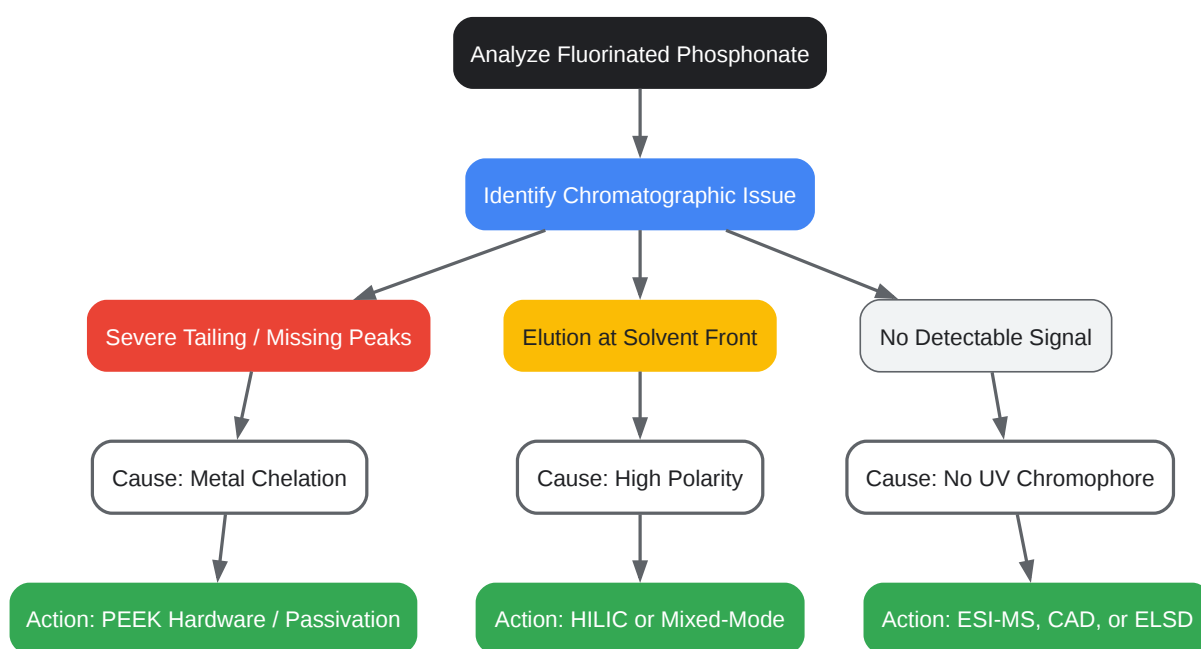 Analyze Fluorinated Phosphonate
Identify Chromatographic Issue
Severe Tailing / Missing Peaks
Elution at Solvent Front
No Detectable Signal
Cause: Metal Chelation
Cause: High Polarity
Cause: No UV Chromophore
Action: PEEK Hardware / Passivation
Action: HILIC or Mixed-Mode
Action: ESI-MS, CAD, or ELSD